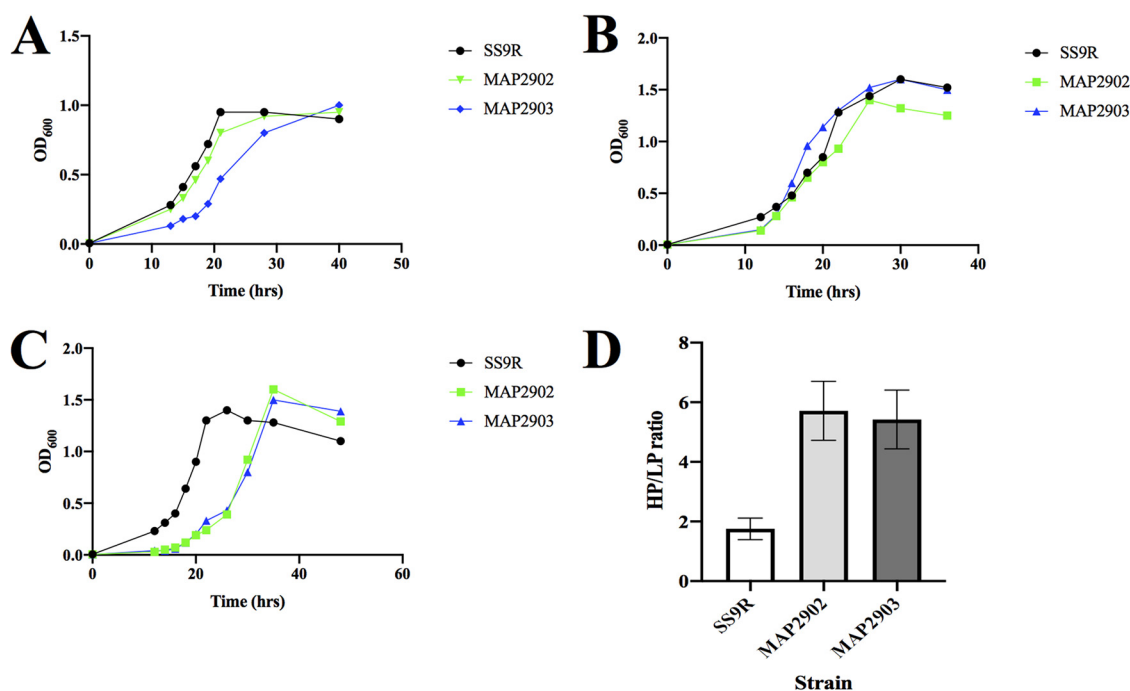 A
1.5
1.0
0.5
0.0
OD600
0 10 20 30 40 50
Time (hrs)
SS9R
MAP2902
MAP2903
B
2.0
1.5
1.0
0.5
0.0
OD600
0 10 20 30 40
Time (hrs)
SS9R
MAP2902
MAP2903
C
2.0
1.5
1.0
0.5
0.0
OD600
0 20 40 60
Time (hrs)
SS9R
MAP2902
MAP2903
D
8
6
4
2
0
HP/LP ratio
SS9R MAP2902 MAP2903
Strain